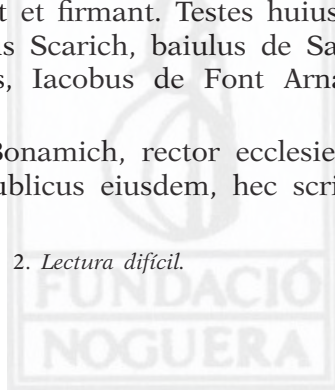 t et firmant. Testes huius
s Scarich, baiulus de Sa
s, Iacobus de Font Arna
Bonamich, rector ecclesie
ublicus eiusdem, hec scri
2. Lectura difícil.
FUNDACIÓ
NOGUERA